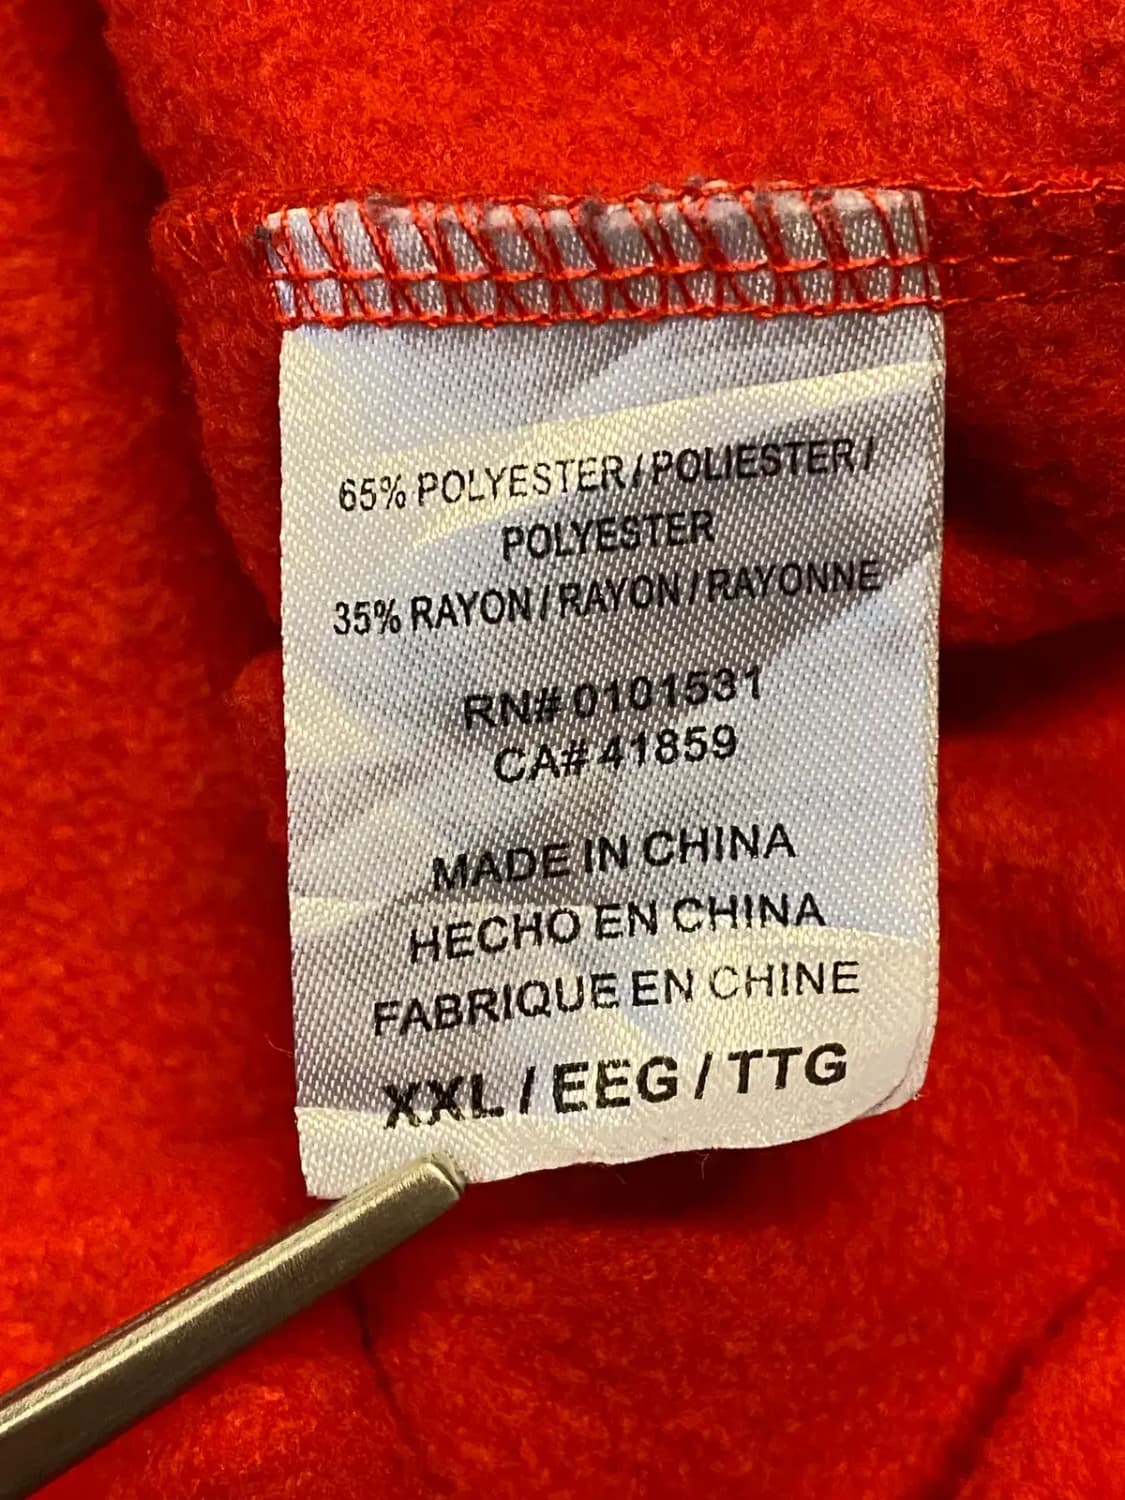 65% POLYESTER/POLIESTER/
POLYESTER
35% RAYON/RAYON/RAYONNE
RN# 0101531
CA# 41859
MADE IN CHINA
HECHO EN CHINA
FABRIQUE EN CHINE
XXL/EEG/TTG